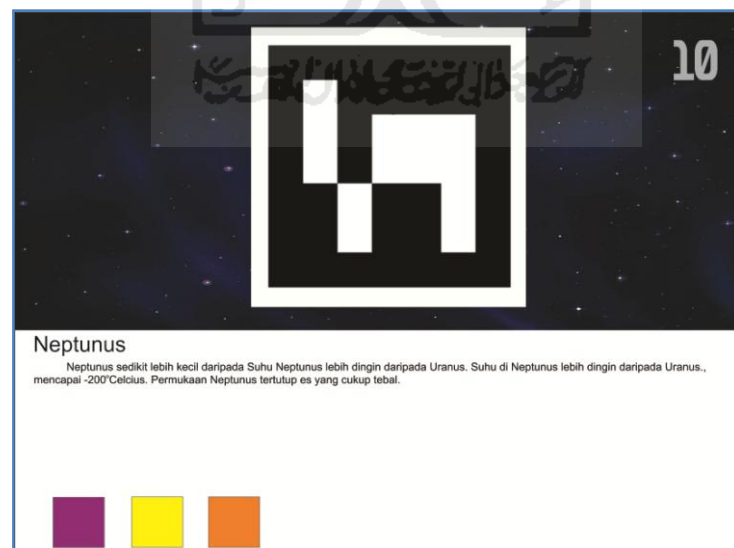 10
Neptunus
Neptunus sedikit lebih kecil daripada Suhu Neptunus lebih dingin daripada Uranus. Suhu di Neptunus lebih dingin daripada Uranus.,
mencapai -200°Celcius. Permukaan Neptunus tertutup es yang cukup tebal.